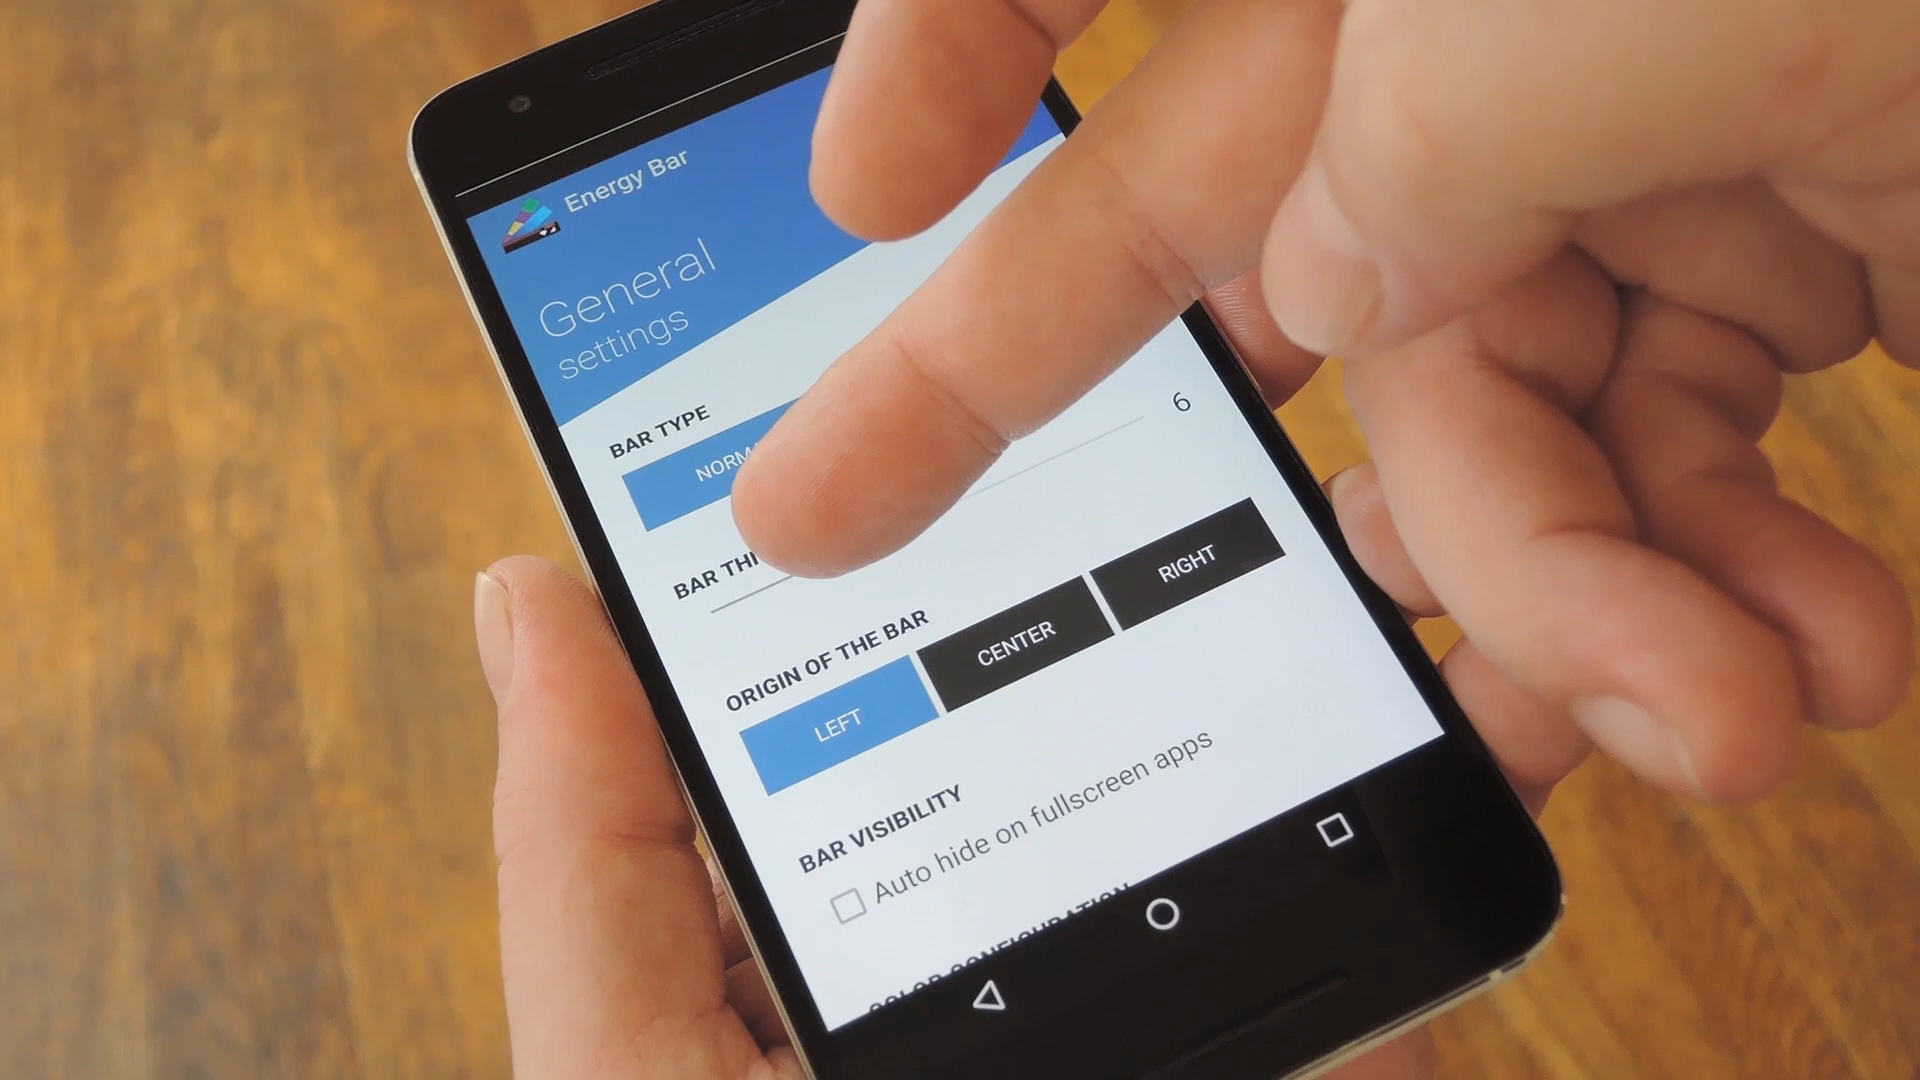 Energy Bar
General
settings
BAR TYPE
6
ORIGIN OF THE BAR
LEFT
CENTER
RIGHT
BAR VISIBILITY
Auto hide on fullscreen apps